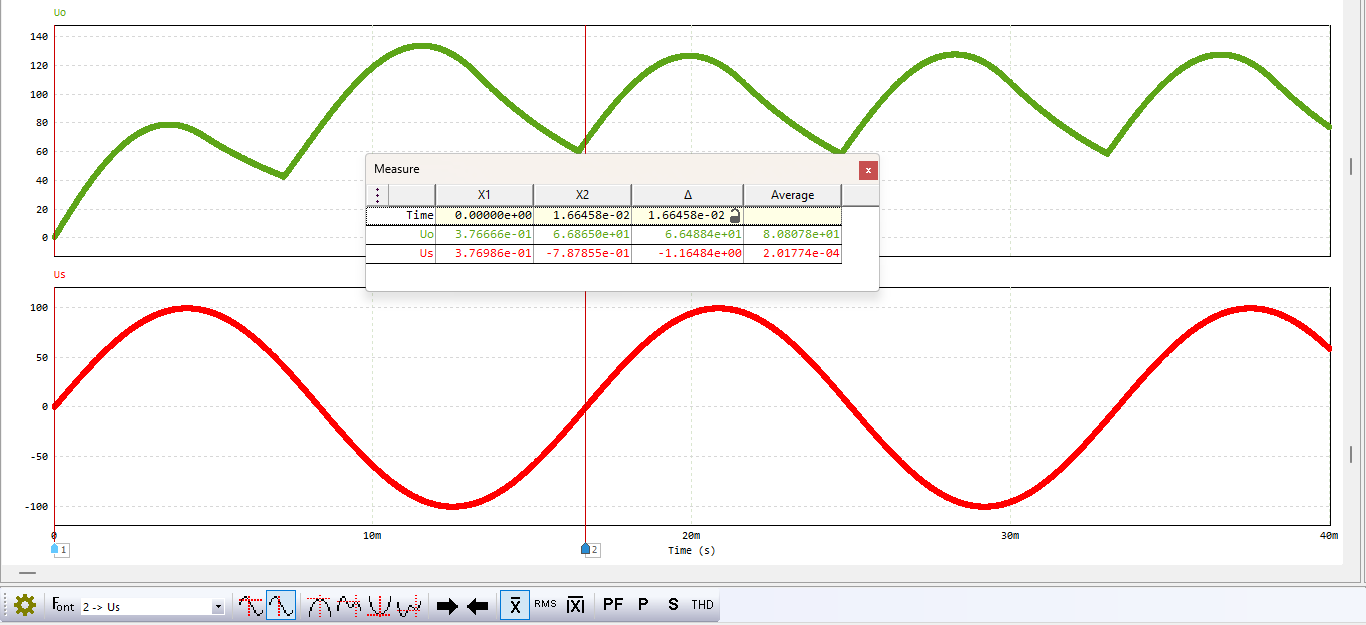 Uo
140
120
100
80
60
40
20
0
Measure
X1 X2 Δ Average
Time 0.00000e+00 1.66458e-02 1.66458e-02
Uo 3.76666e-01 6.68650e+01 6.64884e+01 8.08078e+01
Us 3.76986e-01 -7.87855e-01 -1.16484e+00 2.01774e-04
Us
100
50
0
-50
-100
0 10m 20m 30m 40m
1 2 Time (s)
Font 2 -> Us X RMS |X| PF P S THD